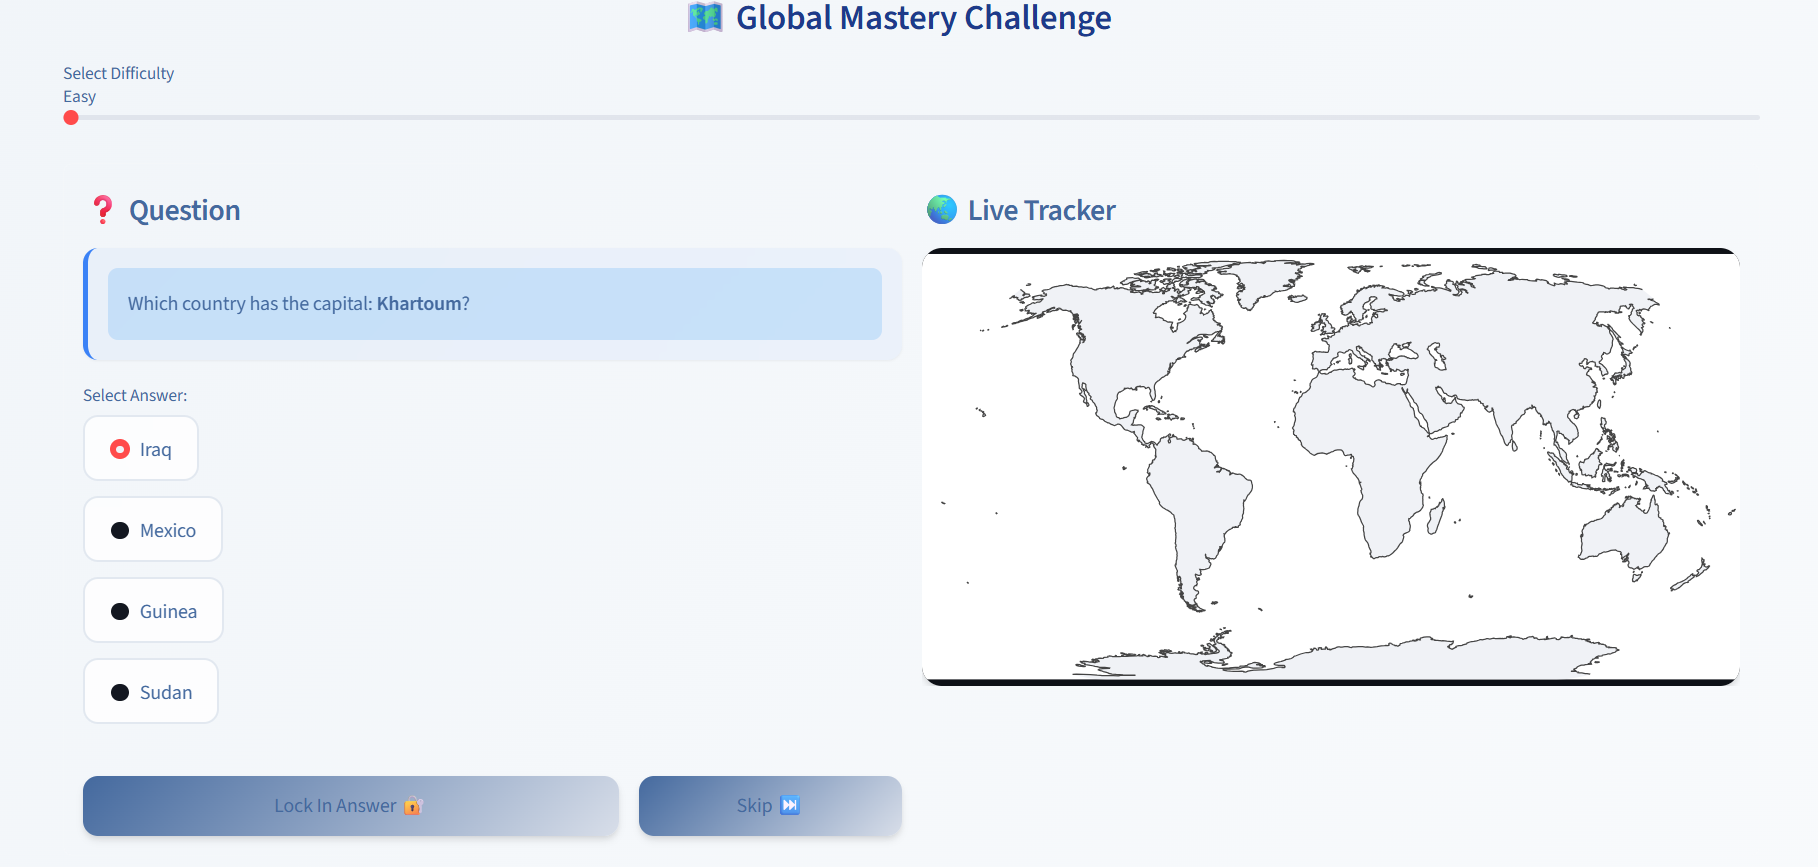 Global Mastery Challenge
Select Difficulty
Easy
Question
Which country has the capital: Khartoum?
Select Answer:
Iraq
Mexico
Guinea
Sudan
Lock In Answer
Skip
Live Tracker